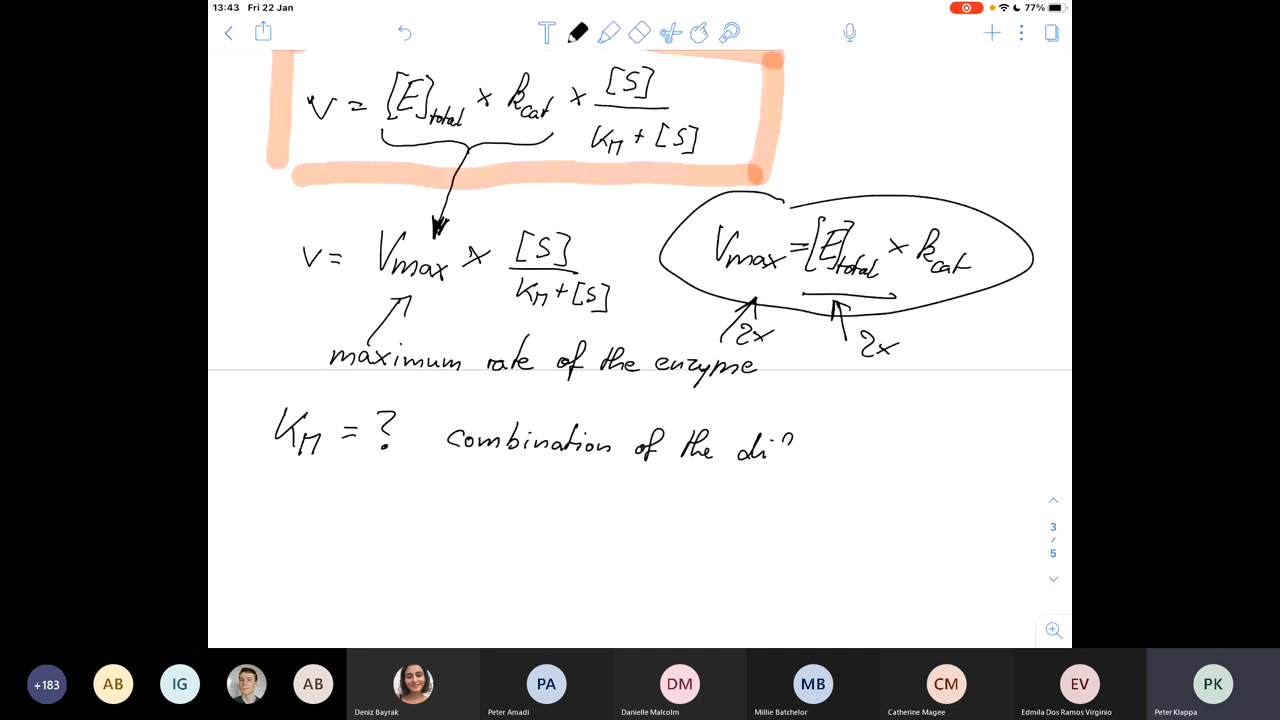 13:43 Fri 22 Jan 77%
T
v = [E]total × kcat × [S]
KM + [S]
v = Vmax × [S]
KM + [S]
Vmax = [E]total × kcat
2x
2x
maximum rate of the enzyme
KM = ? combination of the di
3
/
5
+183 AB IG AB PA DM MB CM EV PK
Deniz Bayrak Peter Amadi Danielle Malcolm Millie Batchelor Catherine Magee Edmila Dos Ramos Virginio Peter Klappa